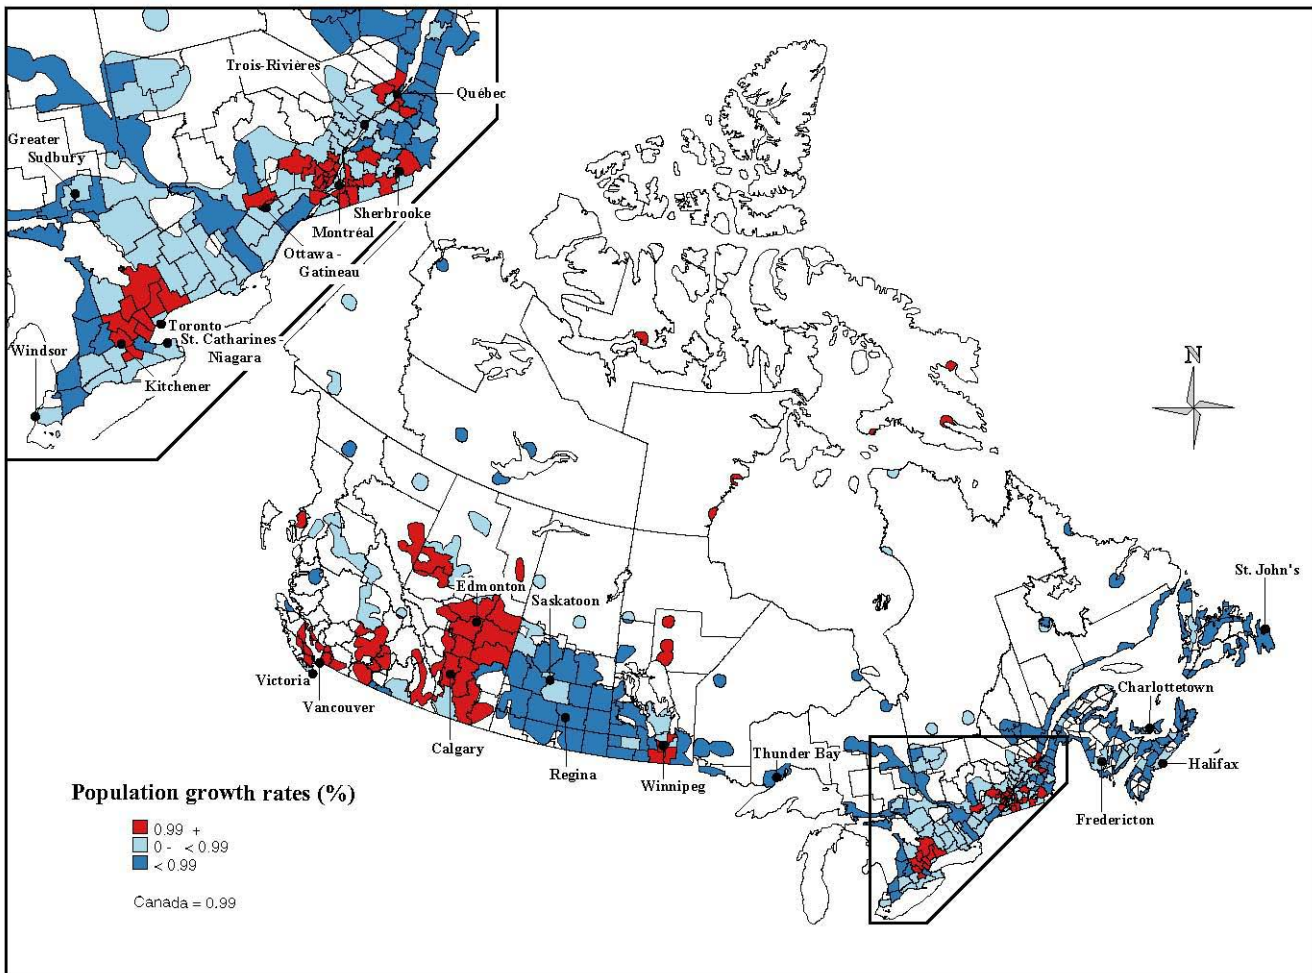 Trois-Rivières
Québec
Greater
Sudbury
Sherbrooke
Montréal
Ottawa -
Gatineau
Toronto
St. Catharines
Niagara
Windsor
Kitchener
N
Edmonton
Saskatoon
St. John's
Victoria
Vancouver
Charlottetown
Calgary
Regina
Winnipeg
Thunder Bay
Halifax
Fredericton
Population growth rates (%)
0.99 +
0 - < 0.99
< 0.99
Canada = 0.99